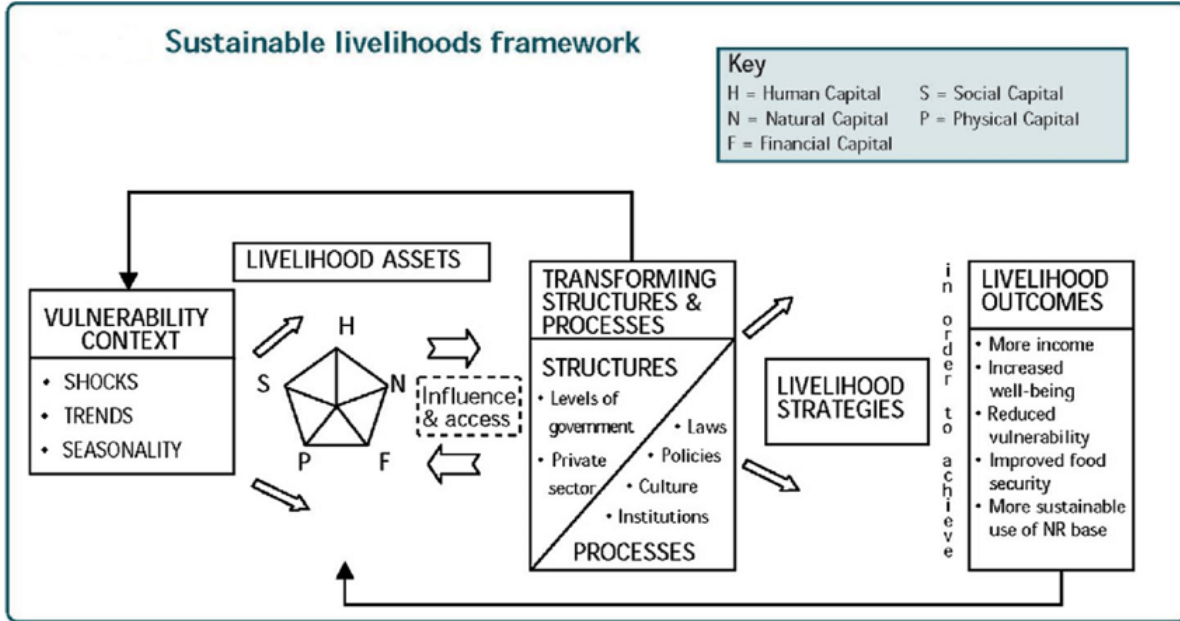 Sustainable livelihoods framework
Key
H = Human Capital S = Social Capital
N = Natural Capital P = Physical Capital
F = Financial Capital
LIVELIHOOD ASSETS
VULNERABILITY
CONTEXT
• SHOCKS
• TRENDS
• SEASONALITY
H
S
N
P
F
Influence
& access
TRANSFORMING
STRUCTURES &
PROCESSES
STRUCTURES
• Levels of
government
• Private
sector
• Laws
• Policies
• Culture
• Institutions
PROCESSES
LIVELIHOOD
STRATEGIES
in order to achieve
LIVELIHOOD
OUTCOMES
• More income
• Increased
well-being
• Reduced
vulnerability
• Improved food
security
• More sustainable
use of NR base